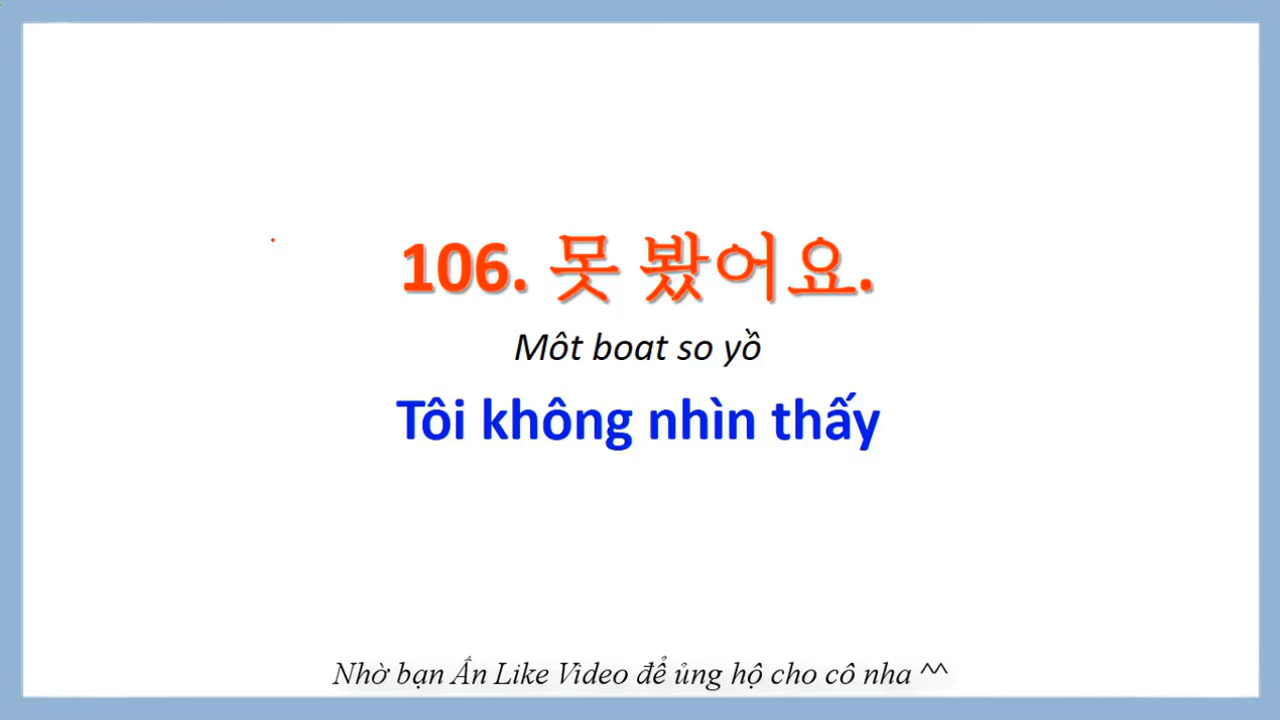 106. 못 봤어요.
Môt boat so yồ
Tôi không nhìn thấy
Nhờ bạn Ấn Like Video để ủng hộ cho cô nha ^^